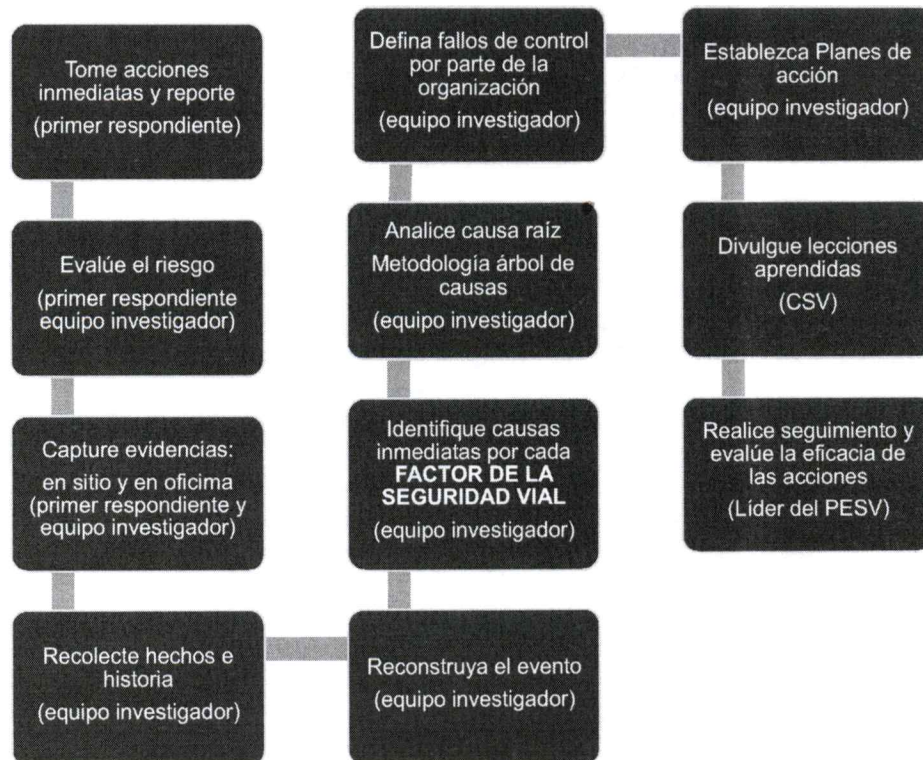 Tome acciones
inmediatas y reporte
(primer respondiente)
Evalúe el riesgo
(primer respondiente
equipo investigador)
Capture evidencias:
en sitio y en oficima
(primer respondiente y
equipo investigador)
Recolecte hechos e
historia
(equipo investigador)
Reconstruya el evento
(equipo investigador)
Identifique causas
inmediatas por cada
FACTOR DE LA
SEGURIDAD VIAL
(equipo investigador)
Analice causa raíz
Metodología árbol de
causas
(equipo investigador)
Defina fallos de control
por parte de la
organización
(equipo investigador)
Establezca Planes de
acción
(equipo investigador)
Divulgue lecciones
aprendidas
(CSV)
Realice seguimiento y
evalúe la eficacia de
las acciones
(Líder del PESV)